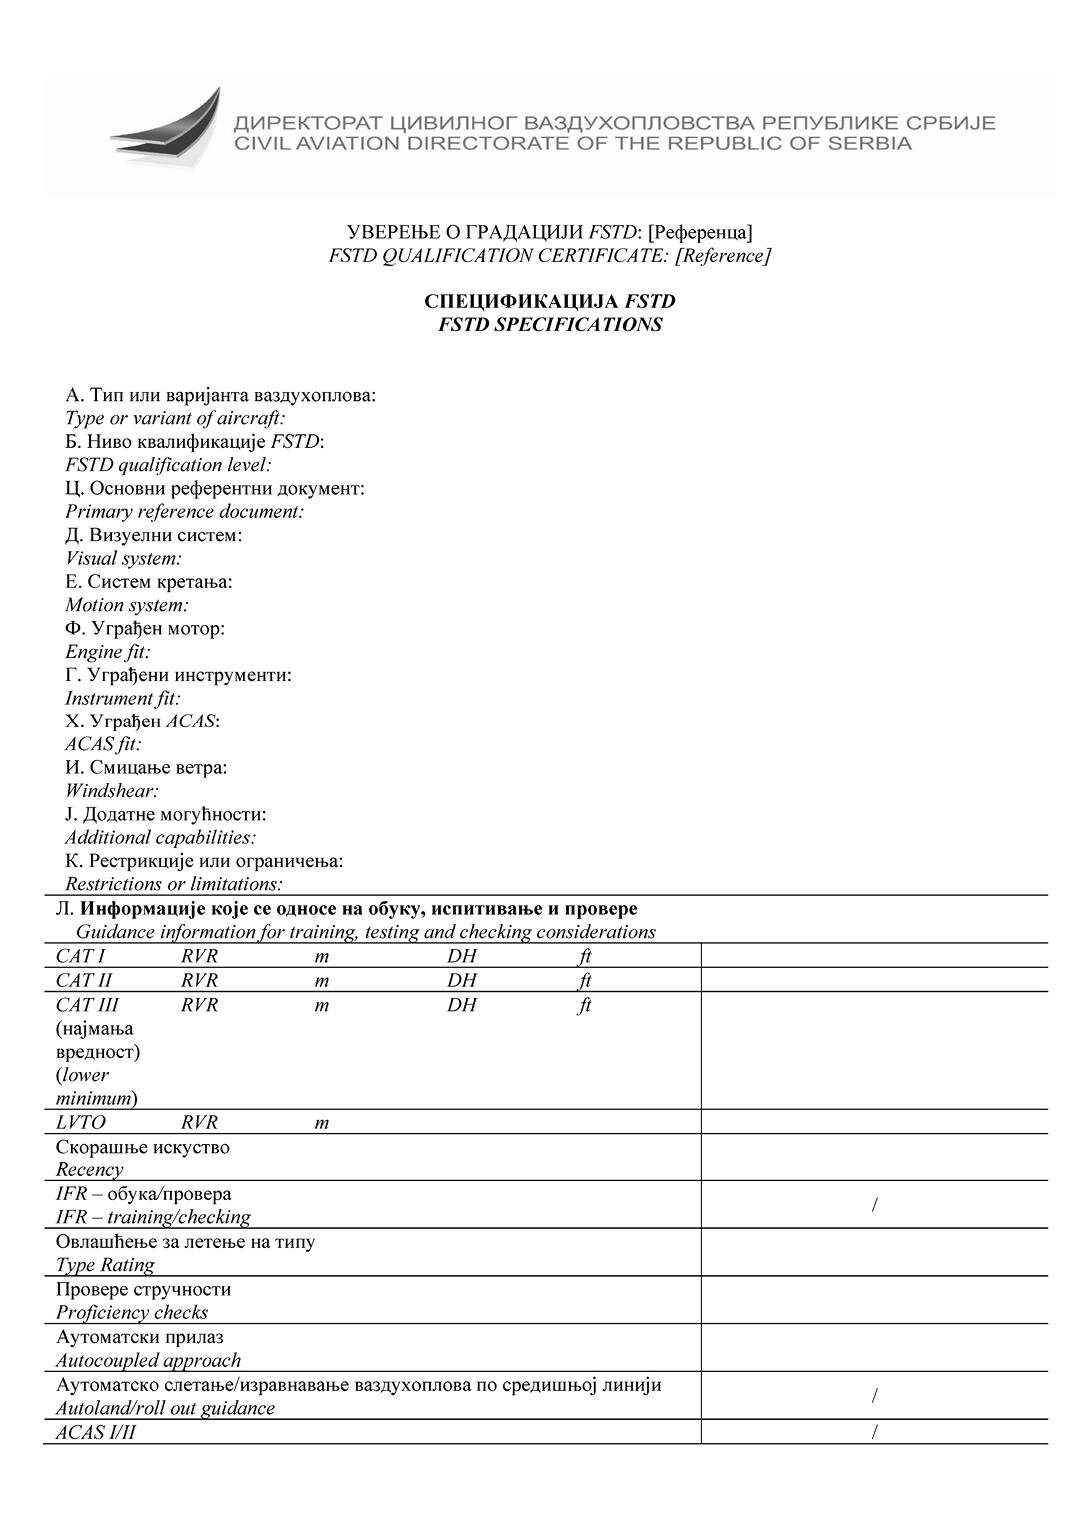 ДИРЕКТОРАТ ЦИВИЛНОГ ВАЗДУХОПЛОВСТВА РЕПУБЛИКЕ СРБИЈЕ
CIVIL AVIATION DIRECTORATE OF THE REPUBLIC OF SERBIA
УВЕРЕЊЕ О ГРАДАЦИЈИ FSTD: [Референца]
FSTD QUALIFICATION CERTIFICATE: [Reference]
СПЕЦИФИКАЦИЈА FSTD
FSTD SPECIFICATIONS
А. Тип или варијанта ваздухоплова:
Type or variant of aircraft:
Б. Ниво квалификације FSTD:
FSTD qualification level:
Ц. Основни референтни документ:
Primary reference document:
Д. Визуелни систем:
Visual system:
Е. Систем кретања:
Motion system:
Ф. Уграђен мотор:
Engine fit:
Г. Уграђени инструменти:
Instrument fit:
Х. Уграђен ACAS:
ACAS fit:
И. Смицање ветра:
Windshear:
Ј. Додатне могућности:
Additional capabilities:
К. Рестрикције или ограничења:
Restrictions or limitations:
Л. Информације које се односе на обуку, испитивање и провере
Guidance information for training, testing and checking considerations
CAT I RVR m DH ft
CAT II RVR m DH ft
CAT III RVR m DH ft
(најмања
вредност)
(lower
minimum)
LVTO RVR m
Скорашње искуство
Recency
IFR – обука/провера
IFR – training/checking
/
Овлашћење за летење на типу
Type Rating
Провере стручности
Proficiency checks
Аутоматски прилаз
Autocoupled approach
Аутоматско слетање/изравнавање ваздухоплова по средишњој линији
Autoland/roll out guidance
/
ACAS I/II /